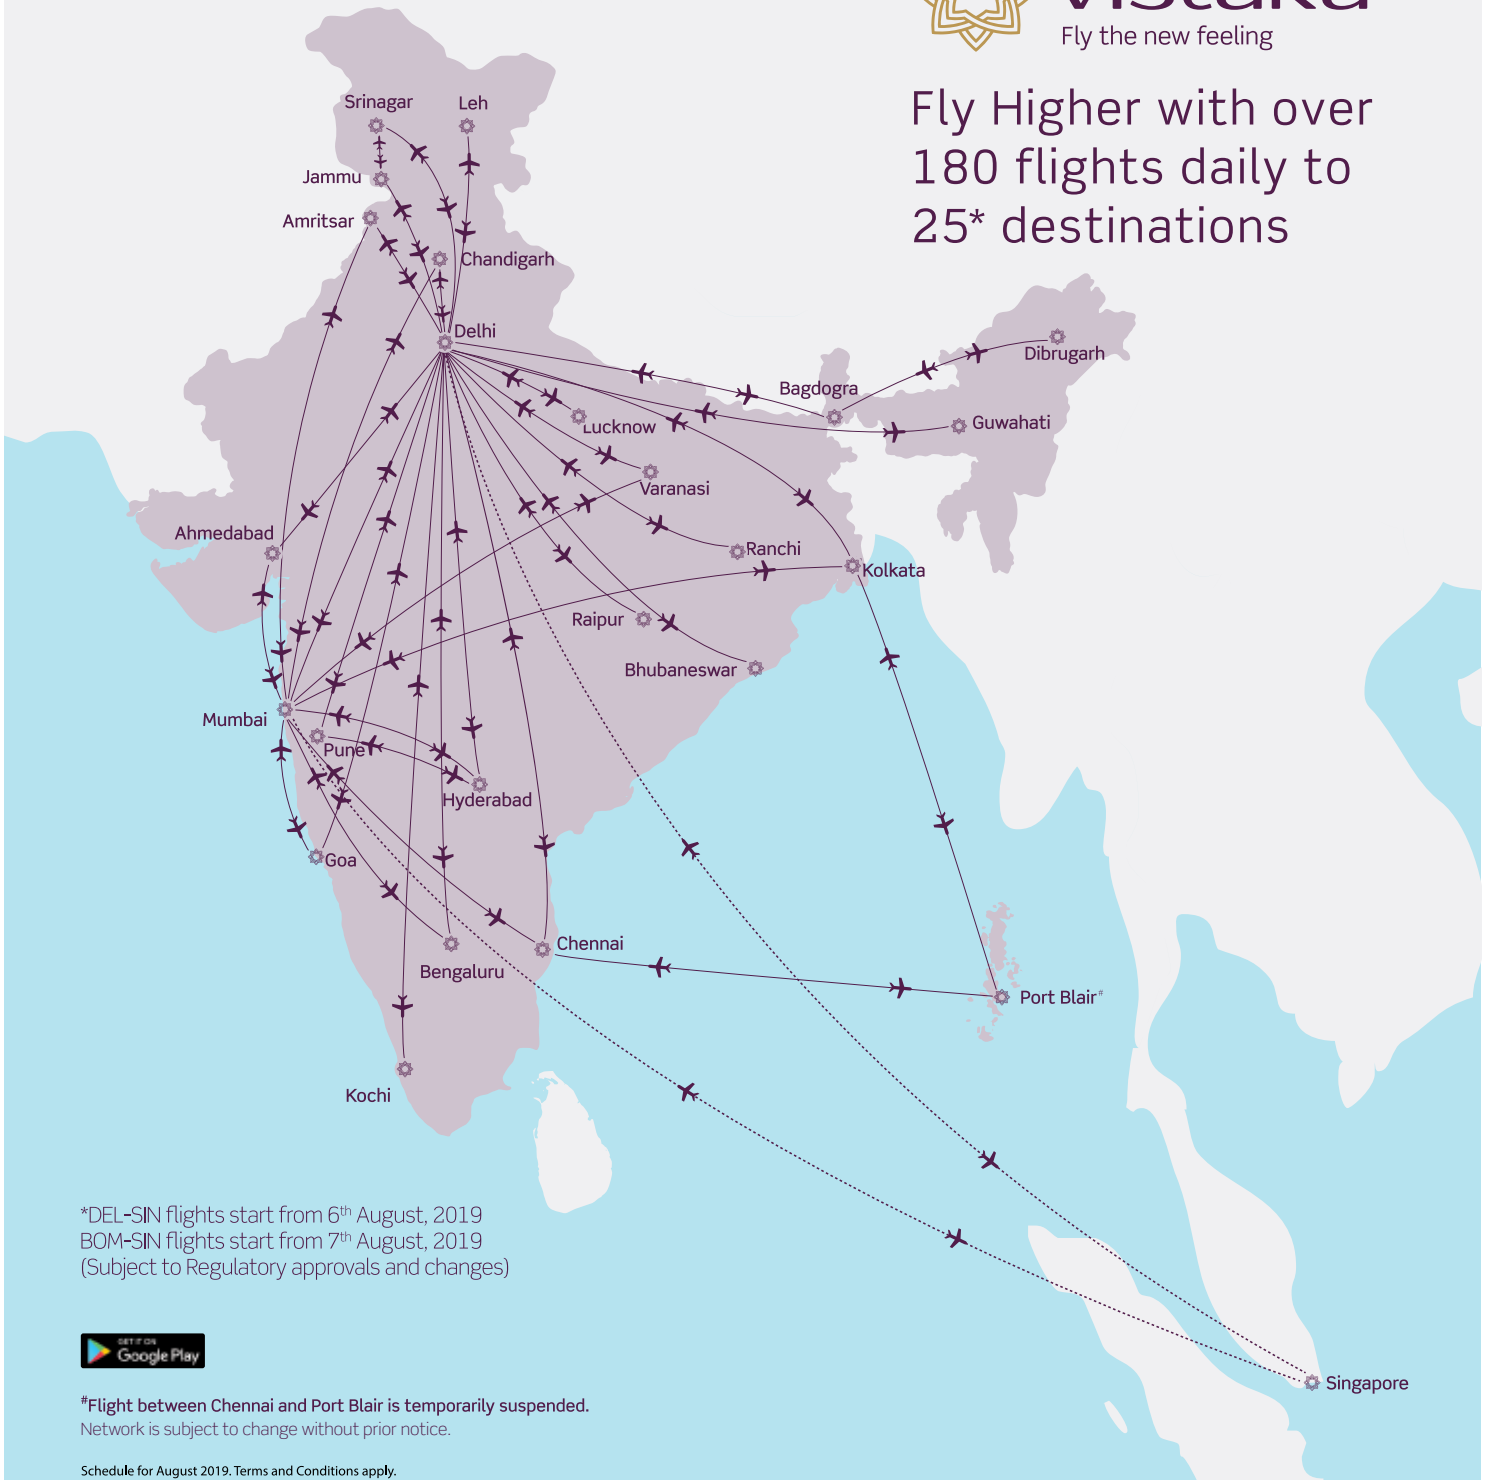 vistara
Fly the new feeling
Fly Higher with over
180 flights daily to
25* destinations
Srinagar
Leh
Jammu
Amritsar
Chandigarh
Delhi
Dibrugarh
Bagdogra
Guwahati
Lucknow
Varanasi
Ahmedabad
Ranchi
Kolkata
Raipur
Bhubaneswar
Mumbai
Pune
Hyderabad
Goa
Chennai
Bengaluru
Port Blair#
Kochi
*DEL-SIN flights start from 6th August, 2019
BOM-SIN flights start from 7th August, 2019
(Subject to Regulatory approvals and changes)
GET IT ON
Google Play
Singapore
#Flight between Chennai and Port Blair is temporarily suspended.
Network is subject to change without prior notice.
Schedule for August 2019. Terms and Conditions apply.